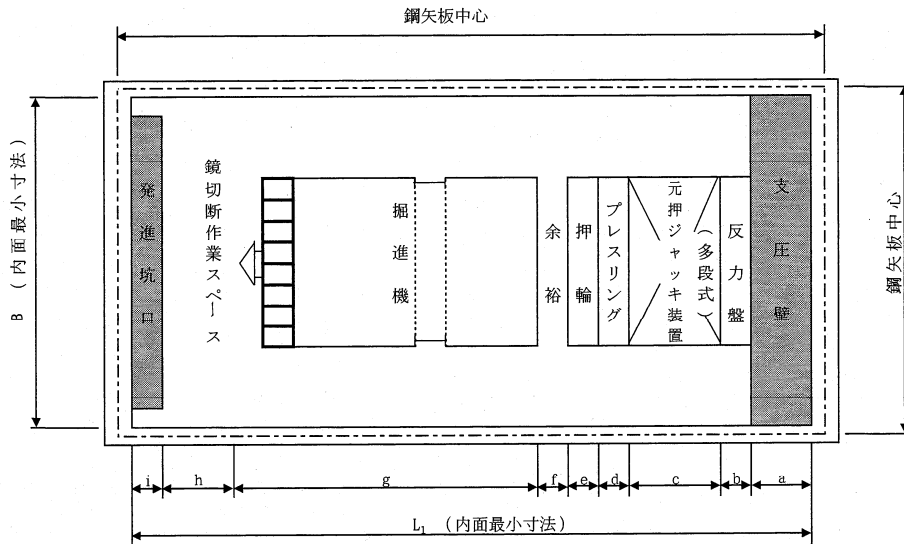 鋼矢板中心
B (内面最小寸法)
発進坑口
鏡切断作業スペース
掘進機
余裕
押輪
プレスリング
元押ジャッキ装置
(多段式)
反力盤
支圧壁
鋼矢板中心
i h g f e d c b a
L₁ (内面最小寸法)